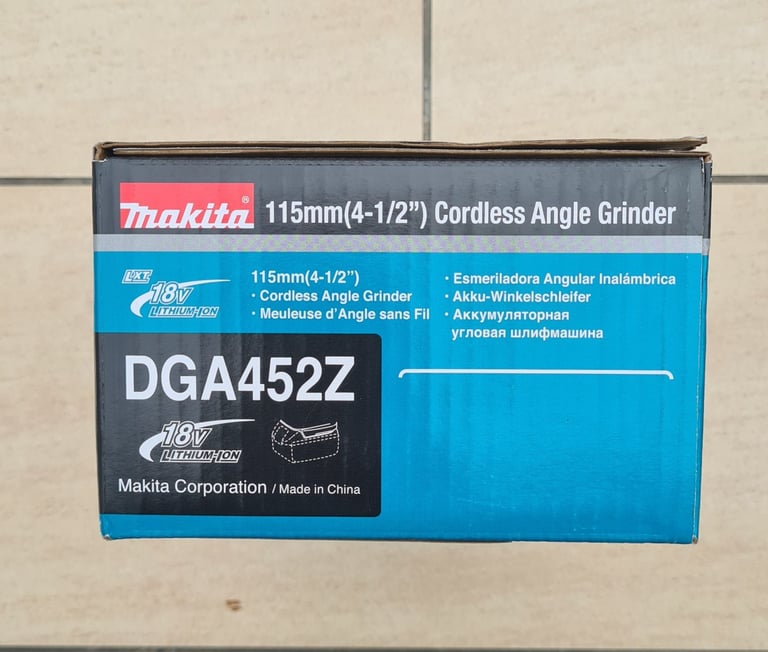 makita® 115mm(4-1/2") Cordless Angle Grinder
LXT
18V
LITHIUM-ION
115mm(4-1/2")
· Cordless Angle Grinder
· Meuleuse d'Angle sans Fil
· Esmeriladora Angular Inalámbrica
· Akku-Winkelschleifer
· Аккумуляторная
угловая шлифмашина
DGA452Z
18V
LITHIUM-ION
Makita Corporation / Made in China